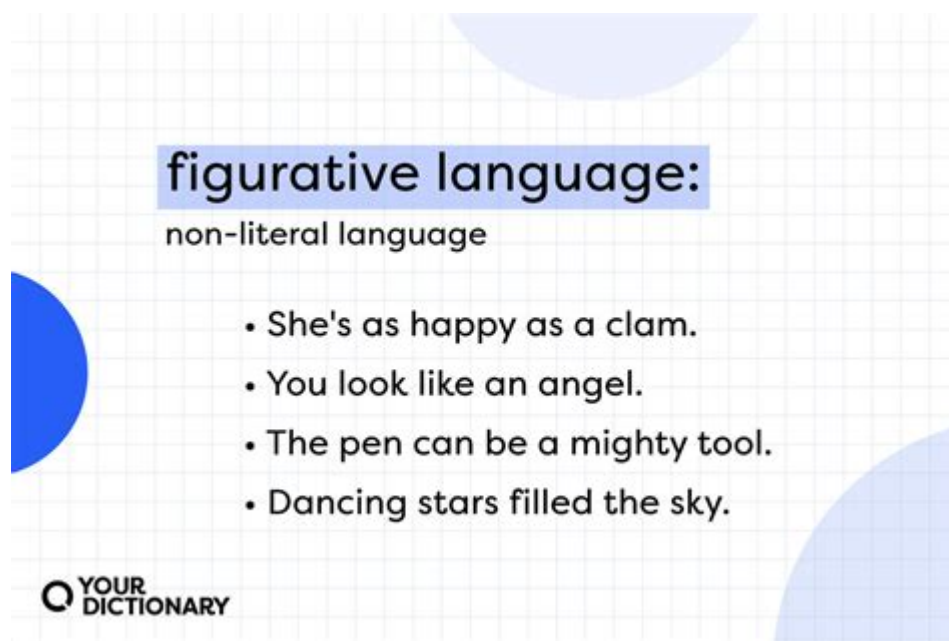 figurative language:
non-literal language
• She's as happy as a clam.
• You look like an angel.
• The pen can be a mighty tool.
• Dancing stars filled the sky.
YOUR
DICTIONARY